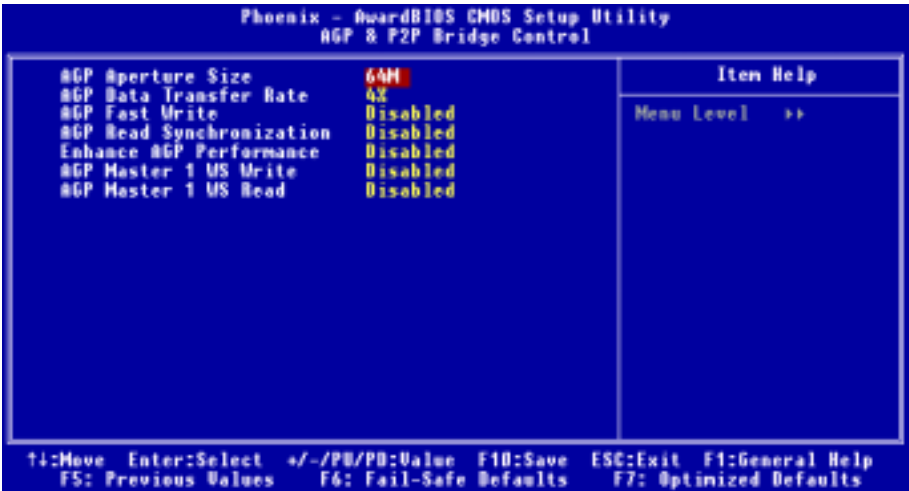 Phoenix - AwardBIOS CMOS Setup Utility
AGP & P2P Bridge Control
AGP Aperture Size 64M
AGP Data Transfer Rate 4X
AGP Fast Write Disabled
AGP Read Synchronization Disabled
Enhance AGP Performance Disabled
AGP Master 1 WS Write Disabled
AGP Master 1 WS Read Disabled
Item Help
Menu Level ▸▸
↑↓:Move Enter:Select +/-/PU/PD:Value F10:Save ESC:Exit F1:General Help
F5: Previous Values F6: Fail-Safe Defaults F7: Optimized Defaults